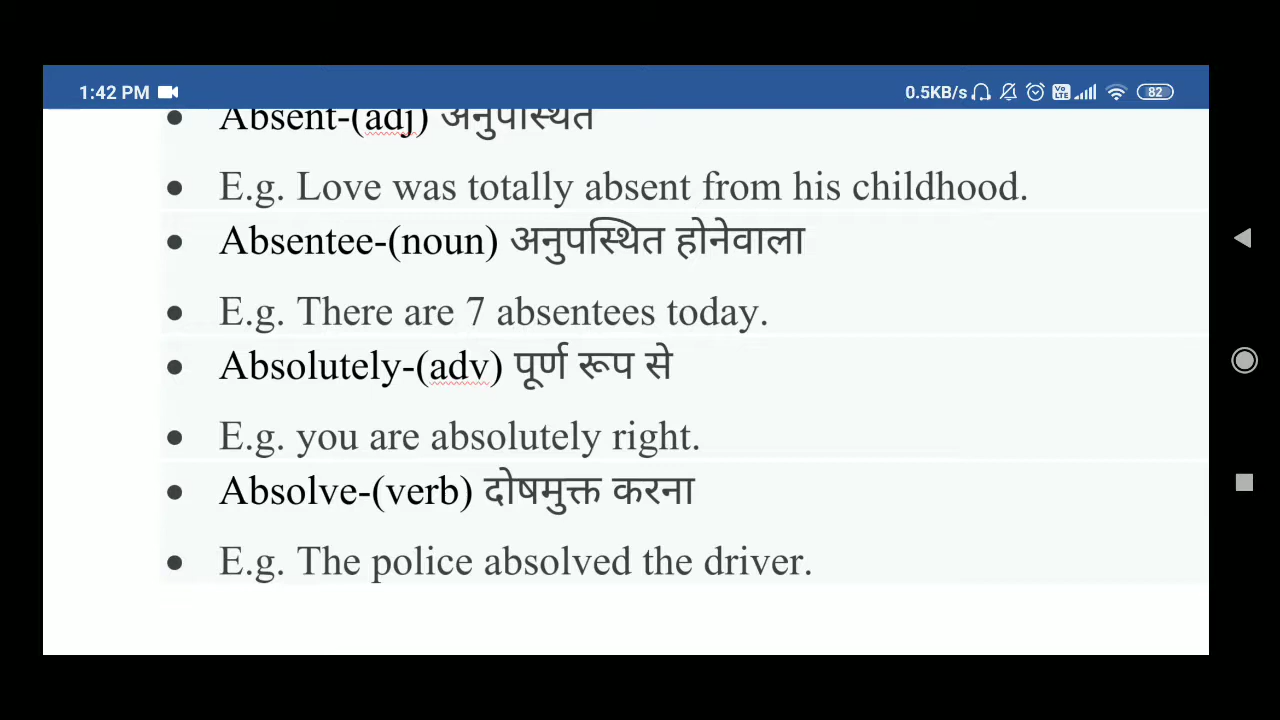 1:42 PM 0.5KB/s Vo LTE 82
Absent-(adj) अनुपस्थित
E.g. Love was totally absent from his childhood.
Absentee-(noun) अनुपस्थित होनेवाला
E.g. There are 7 absentees today.
Absolutely-(adv) पूर्ण रूप से
E.g. you are absolutely right.
Absolve-(verb) दोषमुक्त करना
E.g. The police absolved the driver.